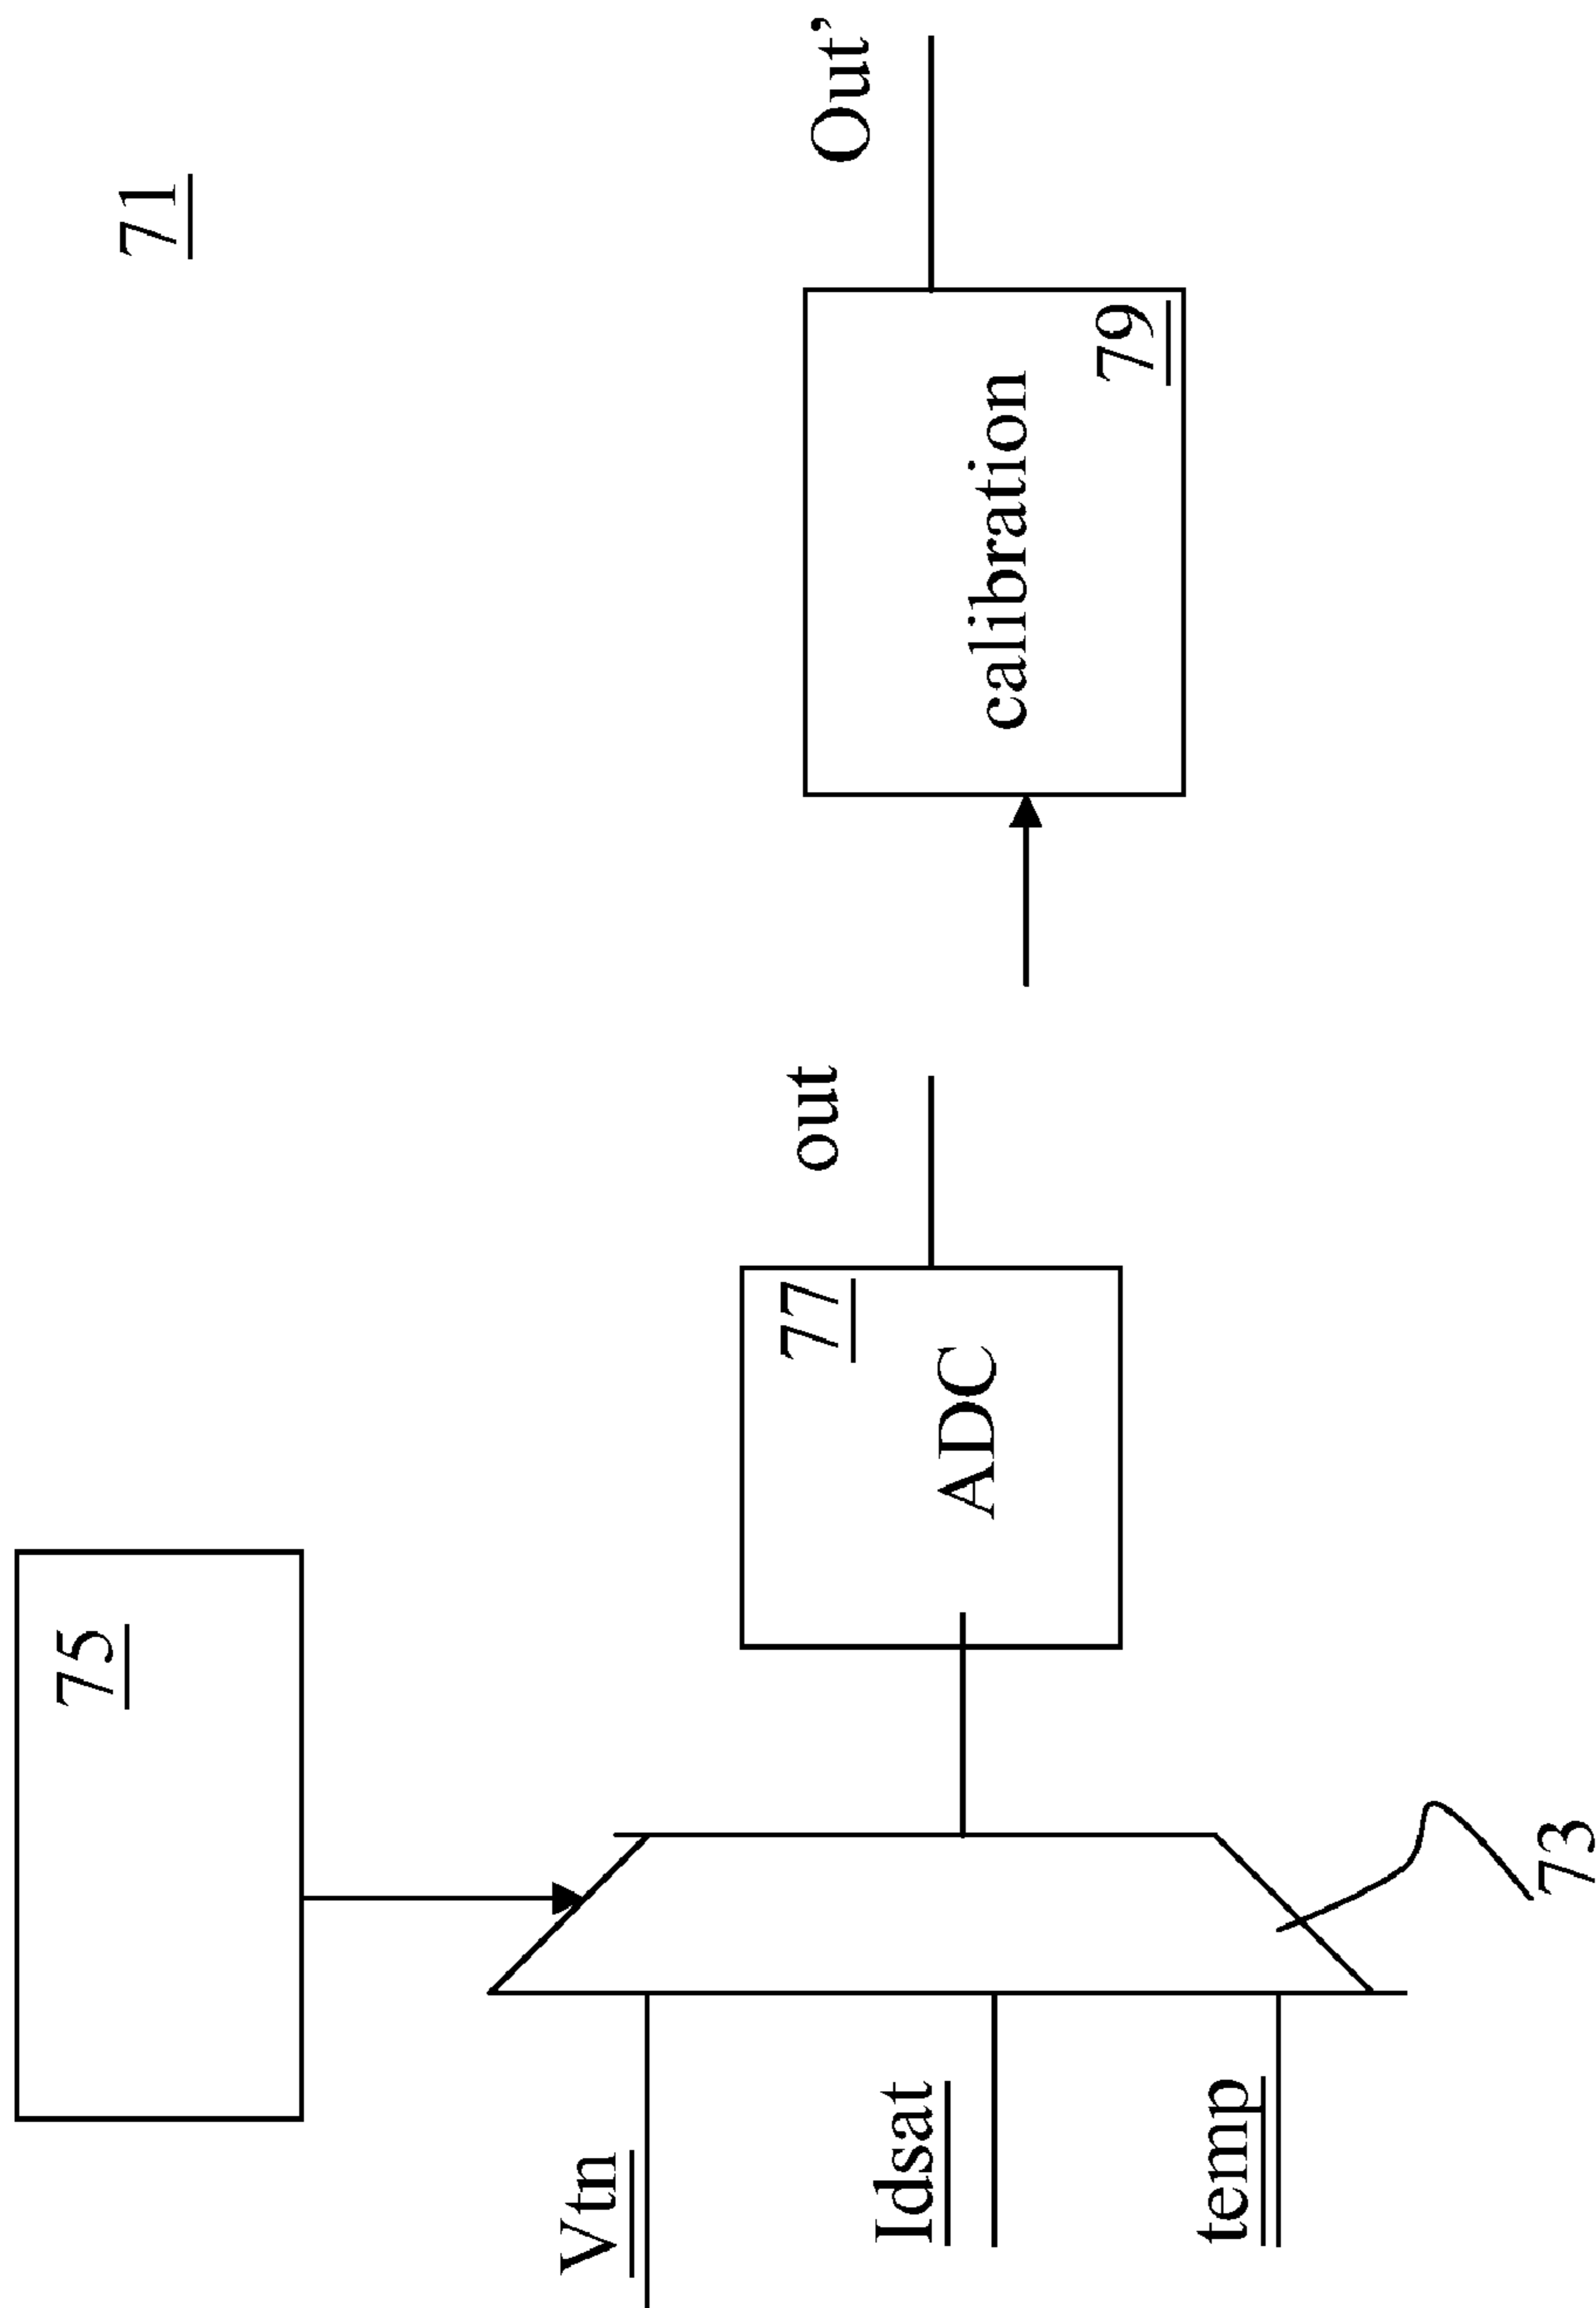 71
75
Vtn
Idsat
temp
73
77
ADC
out
calibration
79
Out’